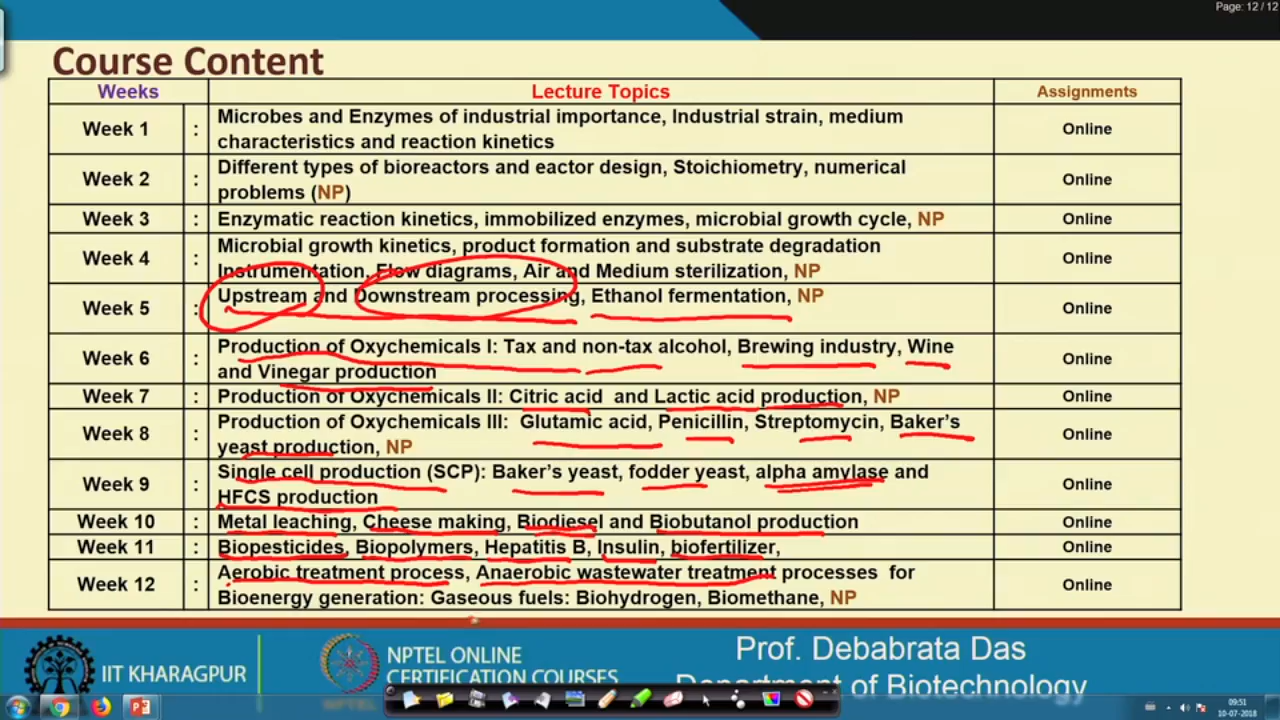 Page: 12 / 12
Course Content
Weeks Lecture Topics Assignments
Week 1 : Microbes and Enzymes of industrial importance, Industrial strain, medium Online
characteristics and reaction kinetics
Week 2 : Different types of bioreactors and eactor design, Stoichiometry, numerical Online
problems (NP)
Week 3 : Enzymatic reaction kinetics, immobilized enzymes, microbial growth cycle, NP Online
Week 4 : Microbial growth kinetics, product formation and substrate degradation Online
Instrumentation, Flow diagrams, Air and Medium sterilization, NP
Week 5 : Upstream and Downstream processing, Ethanol fermentation, NP Online
Week 6 : Production of Oxychemicals I: Tax and non-tax alcohol, Brewing industry, Wine Online
and Vinegar production
Week 7 : Production of Oxychemicals II: Citric acid and Lactic acid production, NP Online
Week 8 : Production of Oxychemicals III: Glutamic acid, Penicillin, Streptomycin, Baker's Online
yeast production, NP
Week 9 : Single cell production (SCP): Baker's yeast, fodder yeast, alpha amylase and Online
HFCS production
Week 10 : Metal leaching, Cheese making, Biodiesel and Biobutanol production Online
Week 11 : Biopesticides, Biopolymers, Hepatitis B, Insulin, biofertilizer, Online
Week 12 : Aerobic treatment process, Anaerobic wastewater treatment processes for Online
Bioenergy generation: Gaseous fuels: Biohydrogen, Biomethane, NP
IIT KHARAGPUR
NPTEL ONLINE
CERTIFICATION COURSES
Prof. Debabrata Das
Department of Biotechnology
09:51
10-07-2018